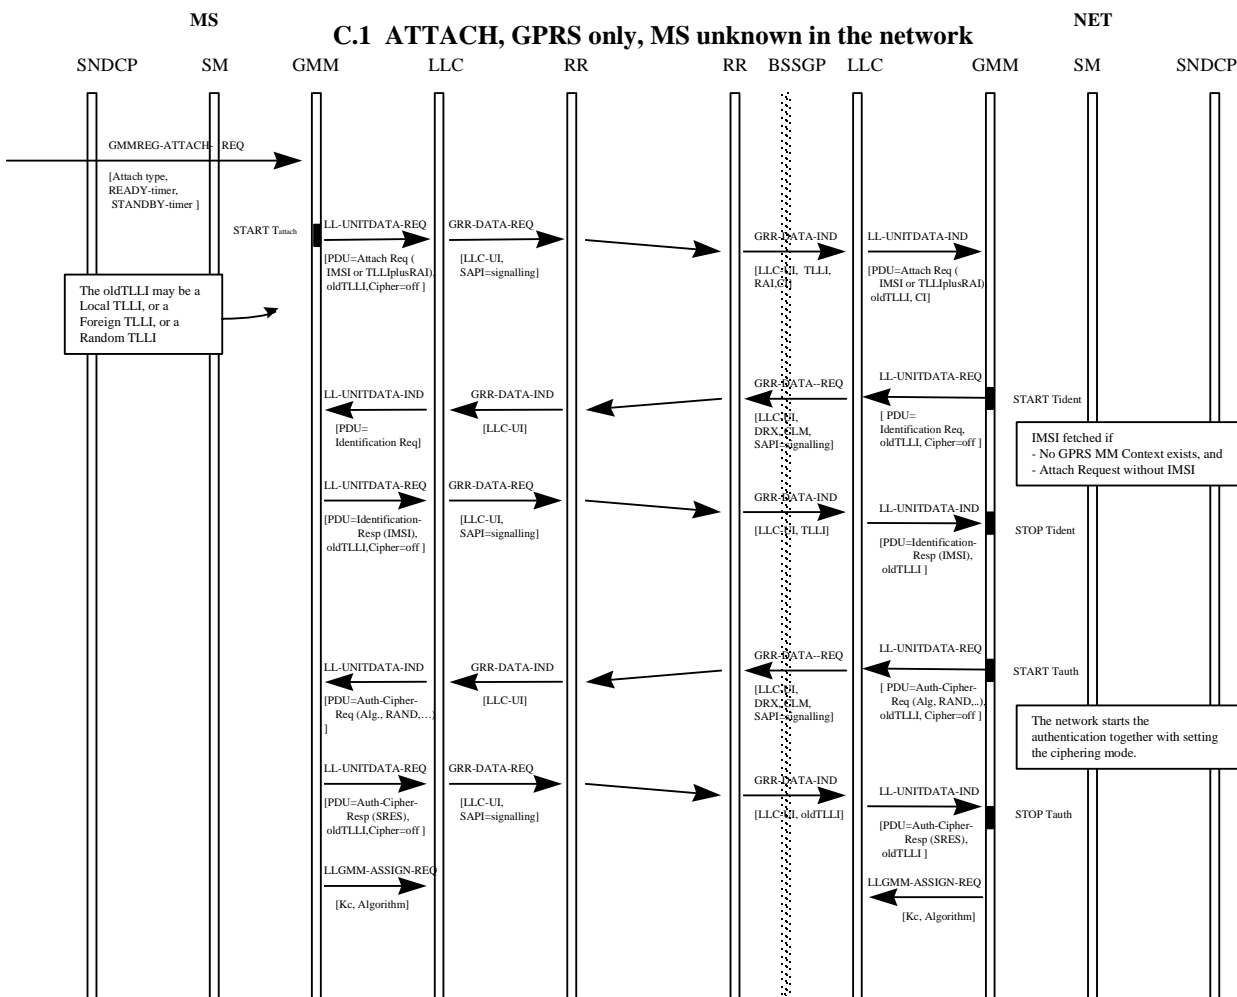 MS
NET
C.1 ATTACH, GPRS only, MS unknown in the network
SNDCP SM GMM LLC RR RR BSSGP LLC GMM SM SNDCP
GMMREG-ATTACH- REQ
[Attach type,
READY-timer,
STANDBY-timer ]
START Tattach
LL-UNITDATA-REQ
[PDU=Attach Req (
IMSI or TLLIplusRAI),
oldTLLI,Cipher=off ]
GRR-DATA-REQ
[LLC-UI,
SAPI=signalling]
GRR-DATA-IND
[LLC-UI, TLLI,
RAI,CI]
LL-UNITDATA-IND
[PDU=Attach Req (
IMSI or TLLIplusRAI)
oldTLLI, CI]
The oldTLLI may be a
Local TLLI, or a
Foreign TLLI, or a
Random TLLI
LL-UNITDATA-IND
[PDU=
Identification Req]
GRR-DATA-IND
[LLC-UI]
GRR-DATA--REQ
[LLC-UI,
DRX, CLM,
SAPI=signalling]
LL-UNITDATA-REQ
[ PDU=
Identification Req,
oldTLLI, Cipher=off ]
START Tident
IMSI fetched if
- No GPRS MM Context exists, and
- Attach Request without IMSI
LL-UNITDATA-REQ
[PDU=Identification-
Resp (IMSI),
oldTLLI,Cipher=off ]
GRR-DATA-REQ
[LLC-UI,
SAPI=signalling]
GRR-DATA-IND
[LLC-UI, TLLI]
LL-UNITDATA-IND
[PDU=Identification-
Resp (IMSI),
oldTLLI ]
STOP Tident
LL-UNITDATA-IND
[PDU=Auth-Cipher-
Req (Alg., RAND,…)
]
GRR-DATA-IND
[LLC-UI]
GRR-DATA--REQ
[LLC-UI,
DRX, CLM,
SAPI=signalling]
LL-UNITDATA-REQ
[ PDU=Auth-Cipher-
Req (Alg, RAND,..),
oldTLLI, Cipher=off ]
START Tauth
The network starts the
authentication together with setting
the ciphering mode.
LL-UNITDATA-REQ
[PDU=Auth-Cipher-
Resp (SRES),
oldTLLI,Cipher=off ]
GRR-DATA-REQ
[LLC-UI,
SAPI=signalling]
GRR-DATA-IND
[LLC-UI, oldTLLI]
LL-UNITDATA-IND
[PDU=Auth-Cipher-
Resp (SRES),
oldTLLI ]
STOP Tauth
LLGMM-ASSIGN-REQ
[Kc, Algorithm]
LLGMM-ASSIGN-REQ
[Kc, Algorithm]